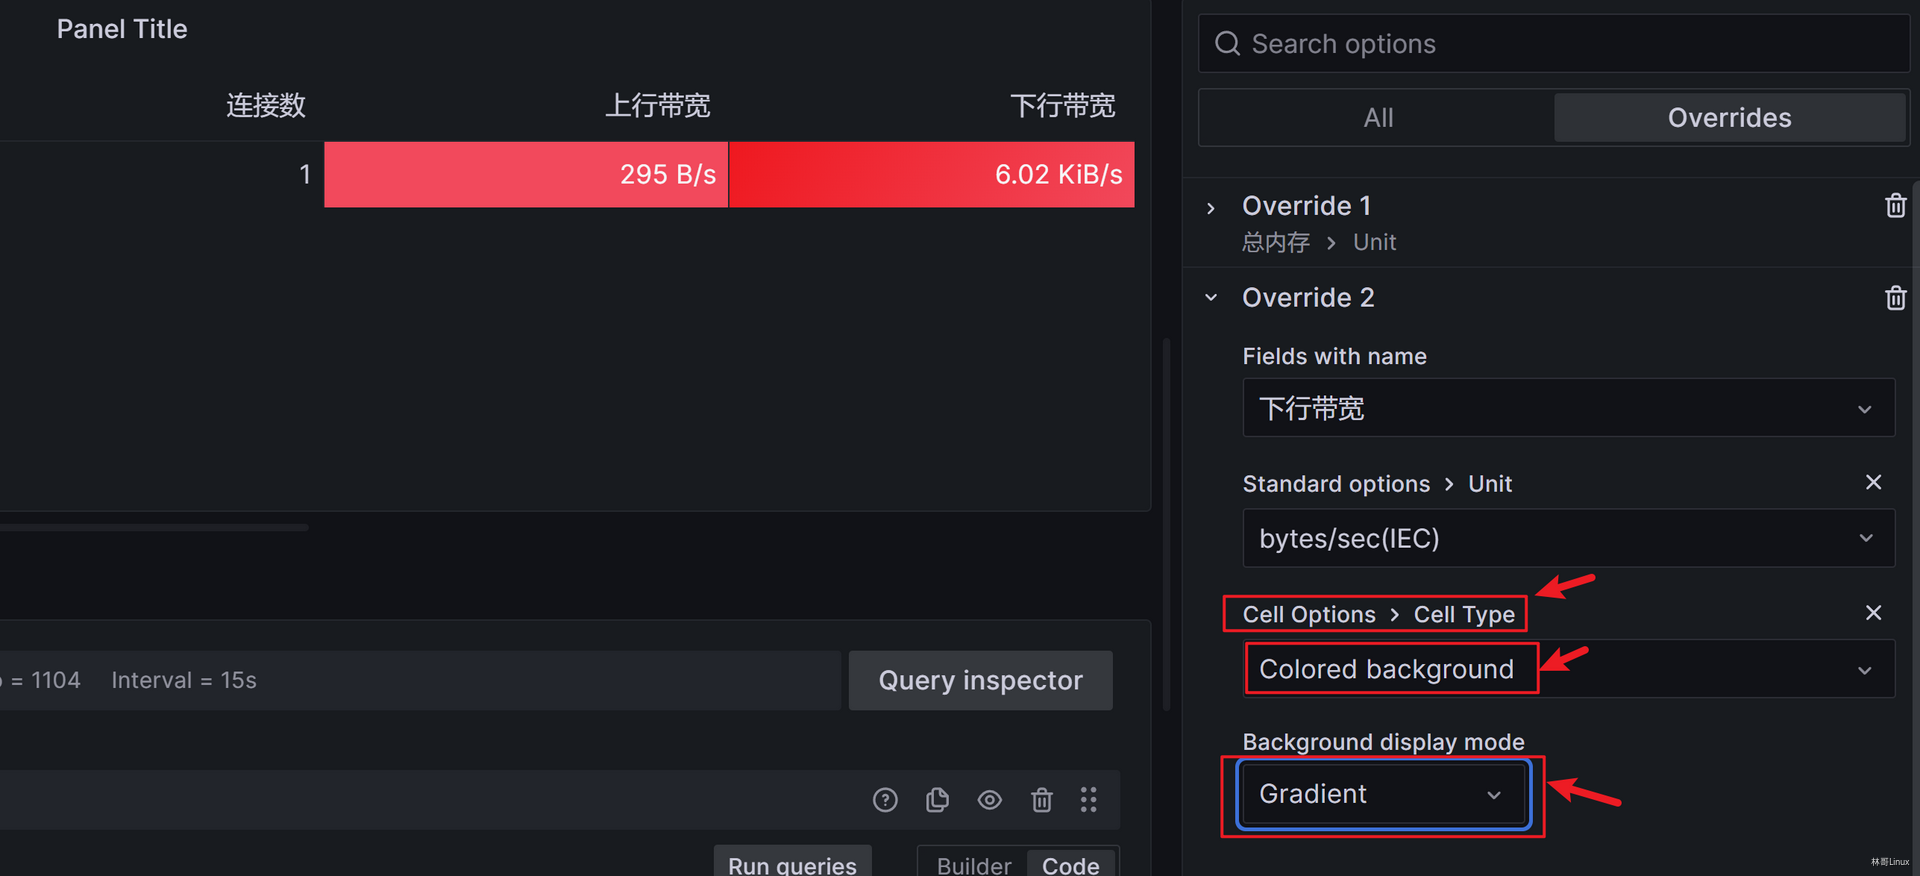 Panel Title
连接数
上行带宽
下行带宽
1
295 B/s
6.02 KiB/s
= 1104
Interval = 15s
Query inspector
Run queries
Builder
Code
Search options
All
Overrides
Override 1
总内存 > Unit
Override 2
Fields with name
下行带宽
Standard options > Unit
bytes/sec(IEC)
Cell Options > Cell Type
Colored background
Background display mode
Gradient
林哥Linux